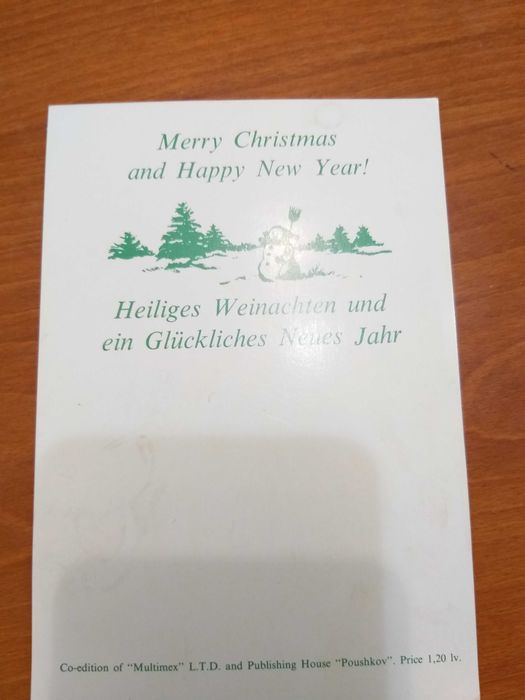 Merry Christmas
and Happy New Year!
Heiliges Weinachten und
ein Glückliches Neues Jahr
Co-edition of "Multimex" L.T.D. and Publishing House "Poushkov". Price 1,20 lv.